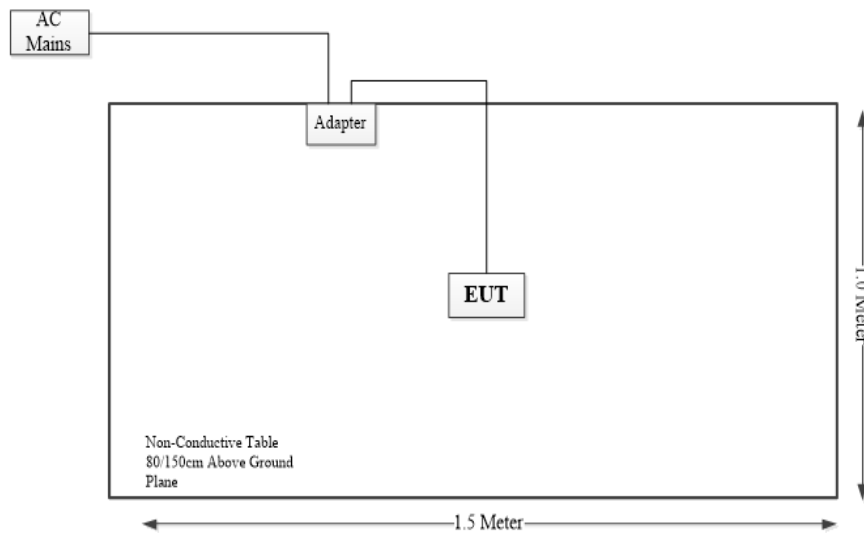 AC
Mains
Adapter
EUT
1.0 Meter
Non-Conductive Table
80/150cm Above Ground
Plane
1.5 Meter